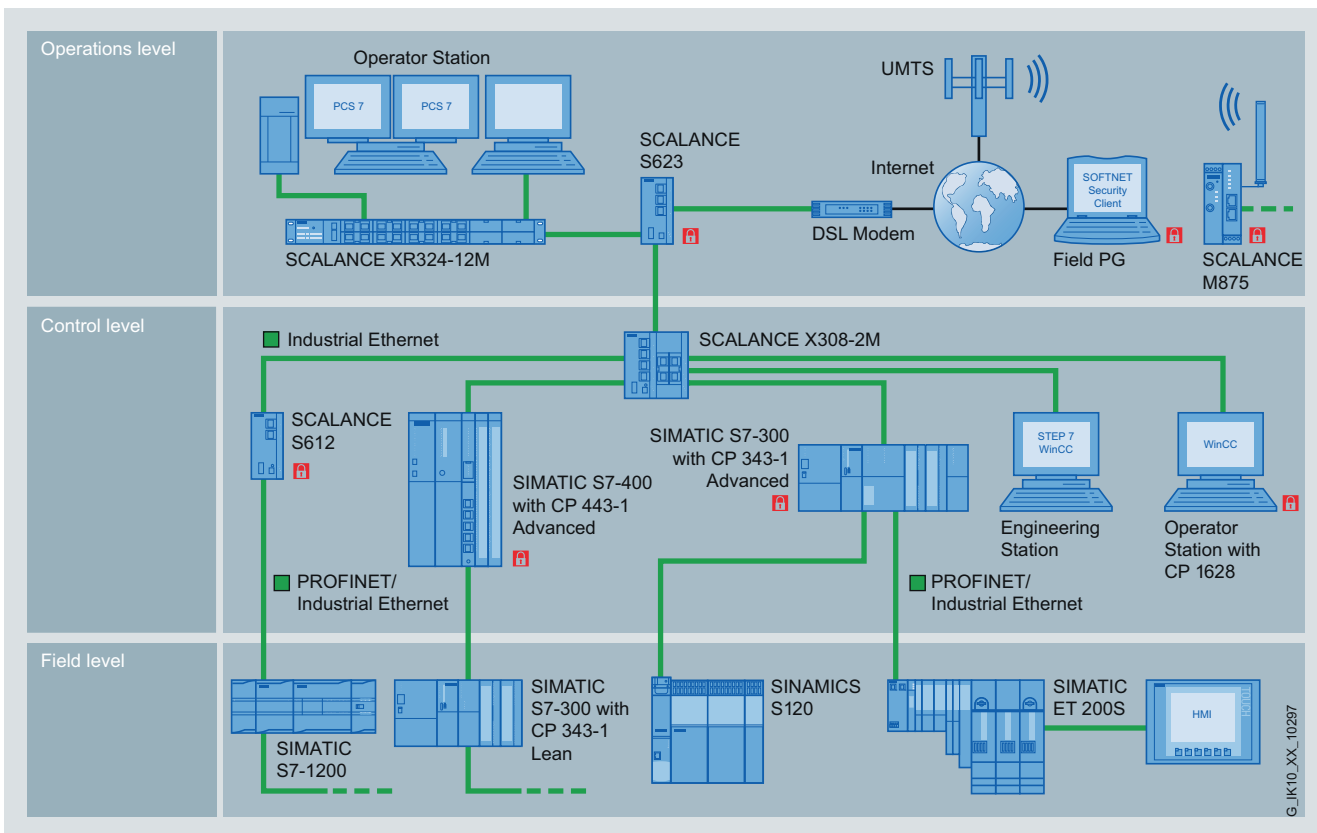 Operations level
Operator Station
PCS 7
PCS 7
SCALANCE XR324-12M
SCALANCE
S623
DSL Modem
UMTS
Internet
SOFTNET
Security
Client
Field PG
SCALANCE
M875
Control level
Industrial Ethernet
SCALANCE X308-2M
SCALANCE
S612
SIMATIC S7-400
with CP 443-1
Advanced
SIMATIC S7-300
with CP 343-1
Advanced
STEP 7
WinCC
Engineering
Station
WinCC
Operator
Station with
CP 1628
PROFINET/
Industrial Ethernet
PROFINET/
Industrial Ethernet
Field level
SIMATIC
S7-1200
SIMATIC
S7-300 with
CP 343-1
Lean
SINAMICS
S120
SIMATIC
ET 200S
HMI
TOUCH
G_IK10_XX_10297